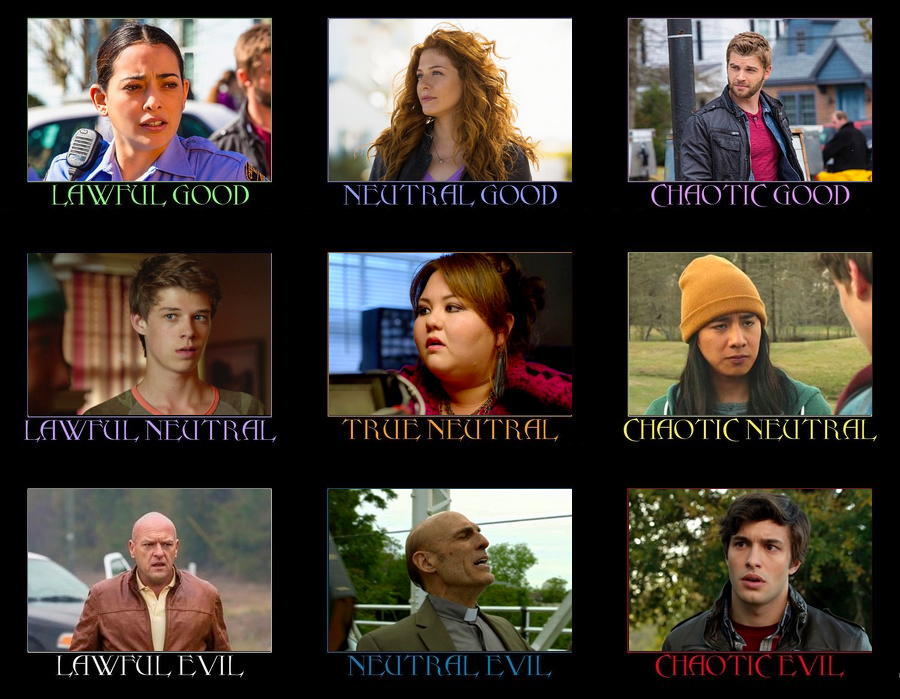 LAWFUL GOOD
NEUTRAL GOOD
CHAOTIC GOOD
LAWFUL NEUTRAL
TRUE NEUTRAL
CHAOTIC NEUTRAL
LAWFUL EVIL
NEUTRAL EVIL
CHAOTIC EVIL